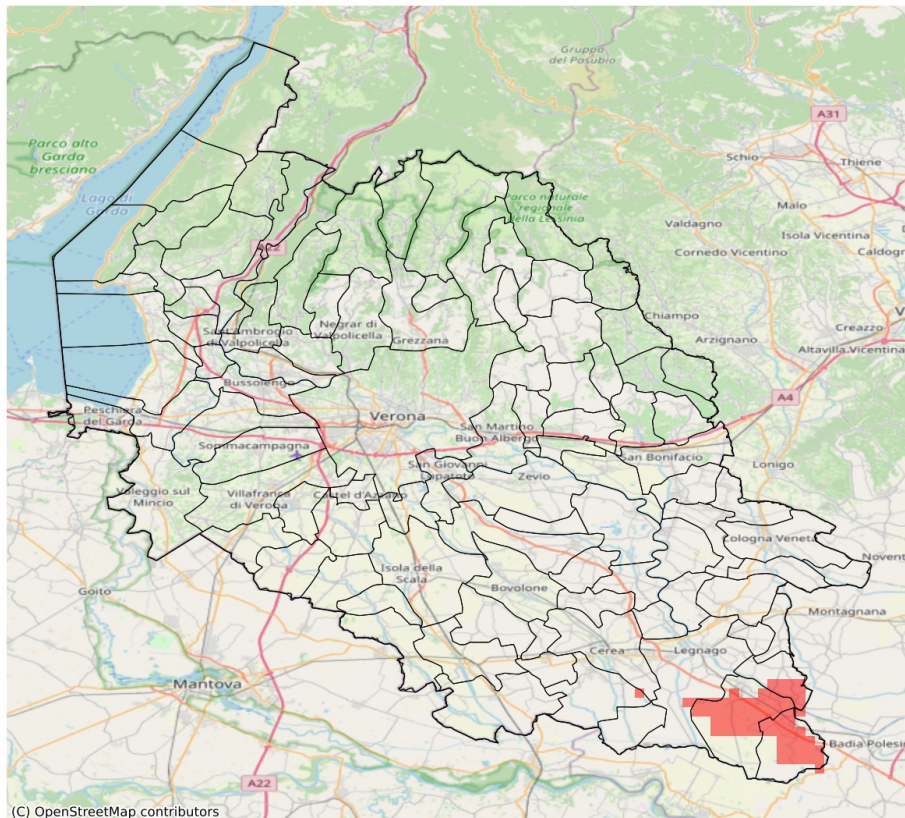 Gruppo
del Pasubio
A31
Parco alto
Garda
bresciano
Schio
Thiene
Lago di
Garda
Parco naturale
regionale
della Lessinia
Malo
Valdagno
Isola Vicentina
A22
Cornedo Vicentino
Caldogn
Sant'Ambrogio
di Valpolicella
Negrar di
Valpolicella
Grezzana
Chiampo
Arzignano
Creazzo
V
Altavilla Vicentina
Bussolengo
A4
Peschiera
del Garda
Verona
San Martino
Buon Albergo
Sommacampagna
San Giovanni
Lupatoto
San Bonifacio
Lonigo
Zevio
Valeggio sul
Mincio
Villafranca
di Verona
Castel d'Azzano
Cologna Veneta
Novent
Isola della
Scala
Goito
Bovolone
Montagnana
Cerea
Legnago
Mantova
Badia Polesin
A22
(C) OpenStreetMap contributors